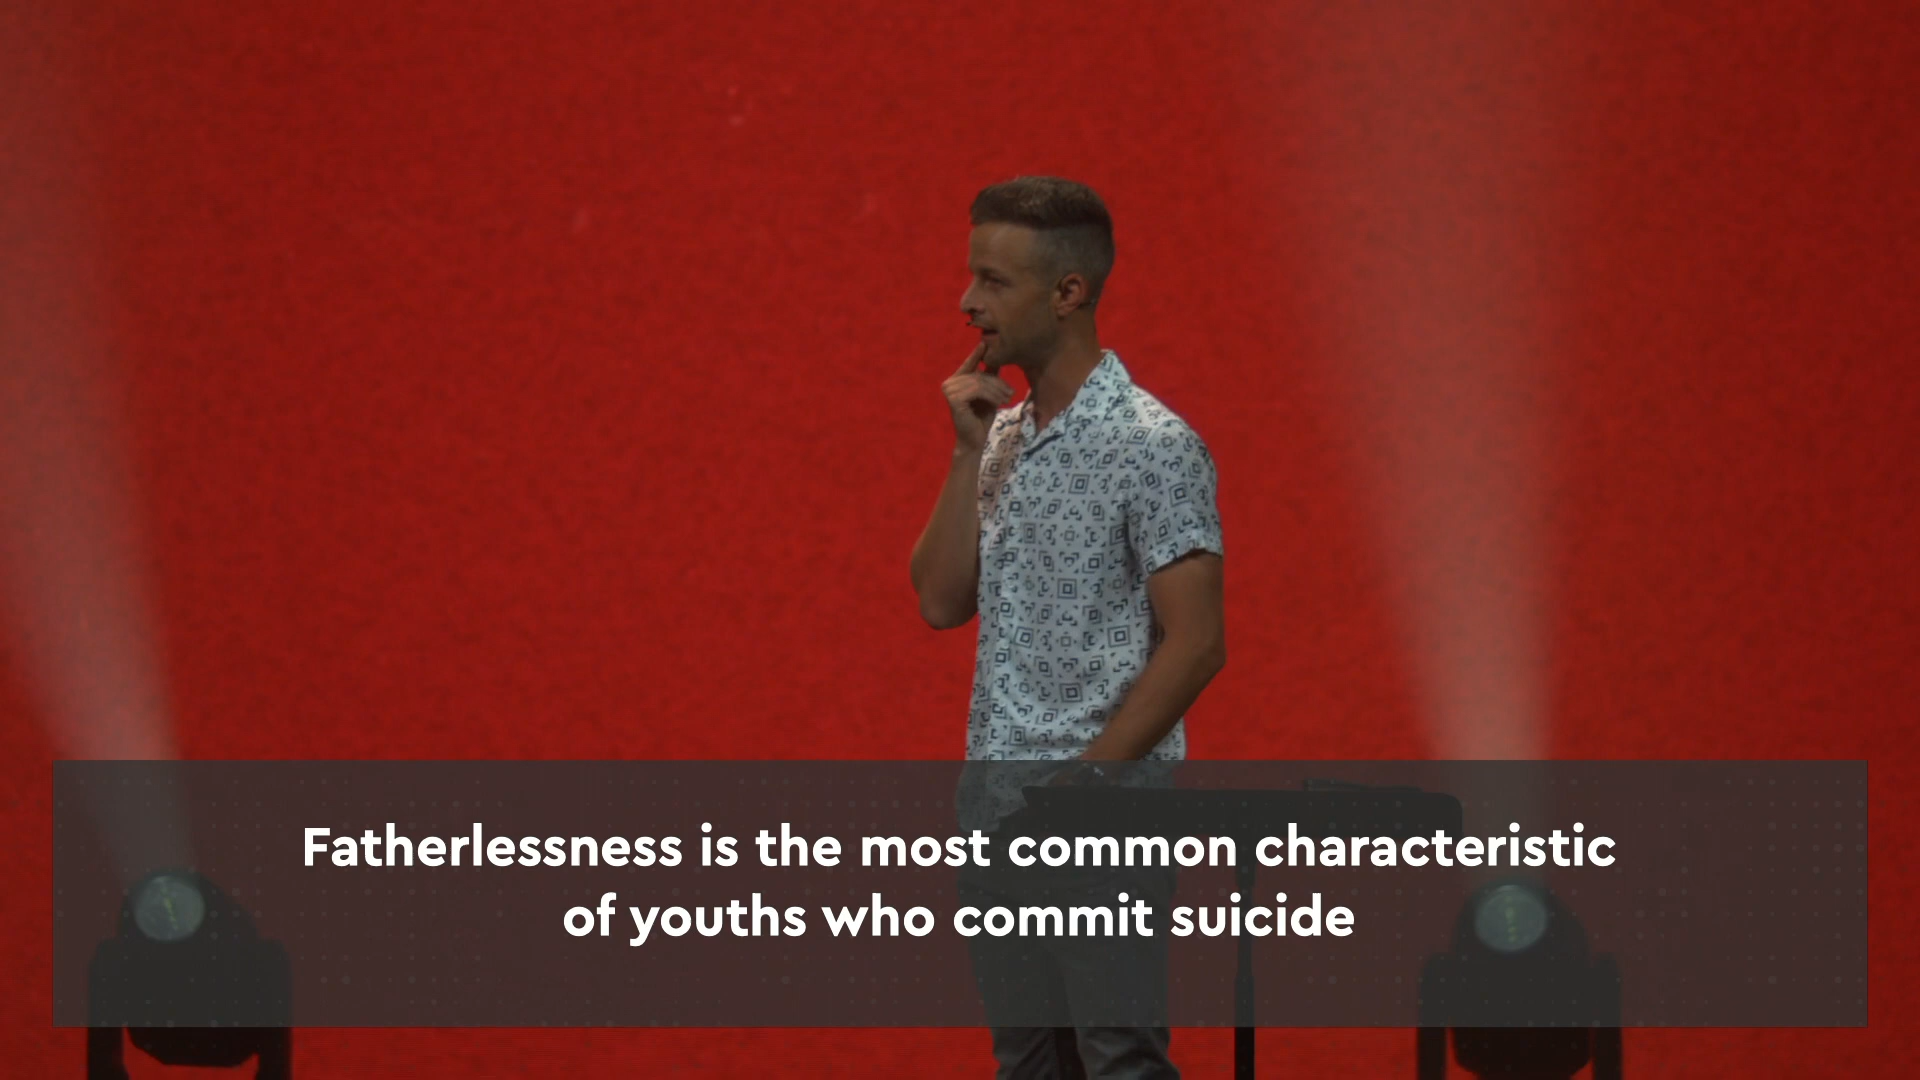 Fatherlessness is the most common characteristic
of youths who commit suicide